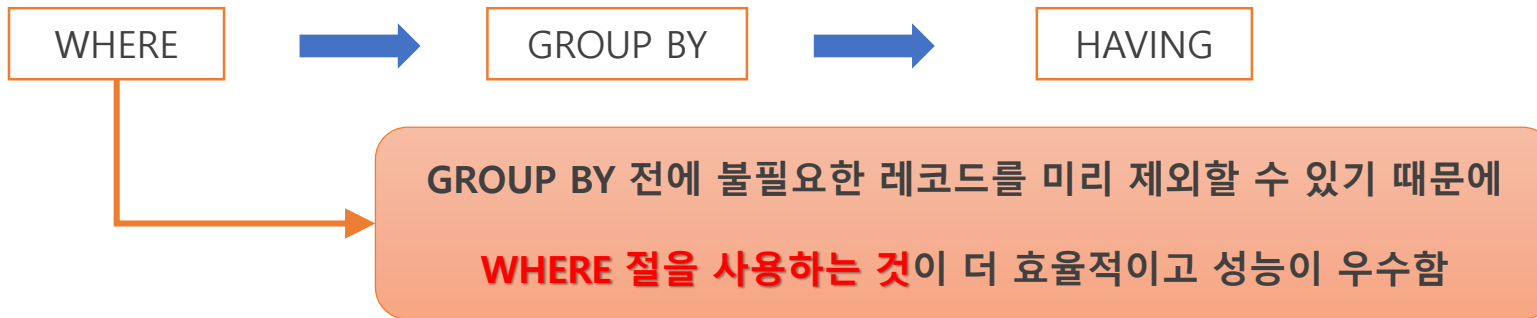 WHERE
GROUP BY
HAVING
GROUP BY 전에 불필요한 레코드를 미리 제외할 수 있기 때문에
WHERE 절을 사용하는 것이 더 효율적이고 성능이 우수함